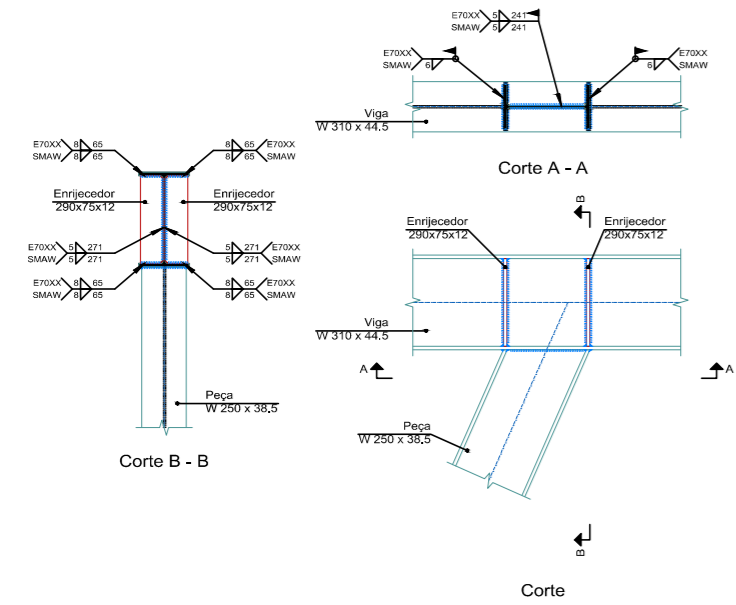 E70XX
SMAW
5 241
5 241
E70XX
SMAW
6
E70XX
SMAW
6
Viga
W 310 x 44.5
Corte A - A
E70XX
SMAW
8 65
8 65
8 65
8 65
E70XX
SMAW
Enrijecedor
290x75x12
Enrijecedor
290x75x12
E70XX
SMAW
5 271
5 271
5 271
5 271
E70XX
SMAW
E70XX
SMAW
8 65
8 65
8 65
8 65
E70XX
SMAW
Peça
W 250 x 38.5
Corte B - B
B
Enrijecedor
290x75x12
Enrijecedor
290x75x12
Viga
W 310 x 44.5
A
A
Peça
W 250 x 38.5
B
Corte